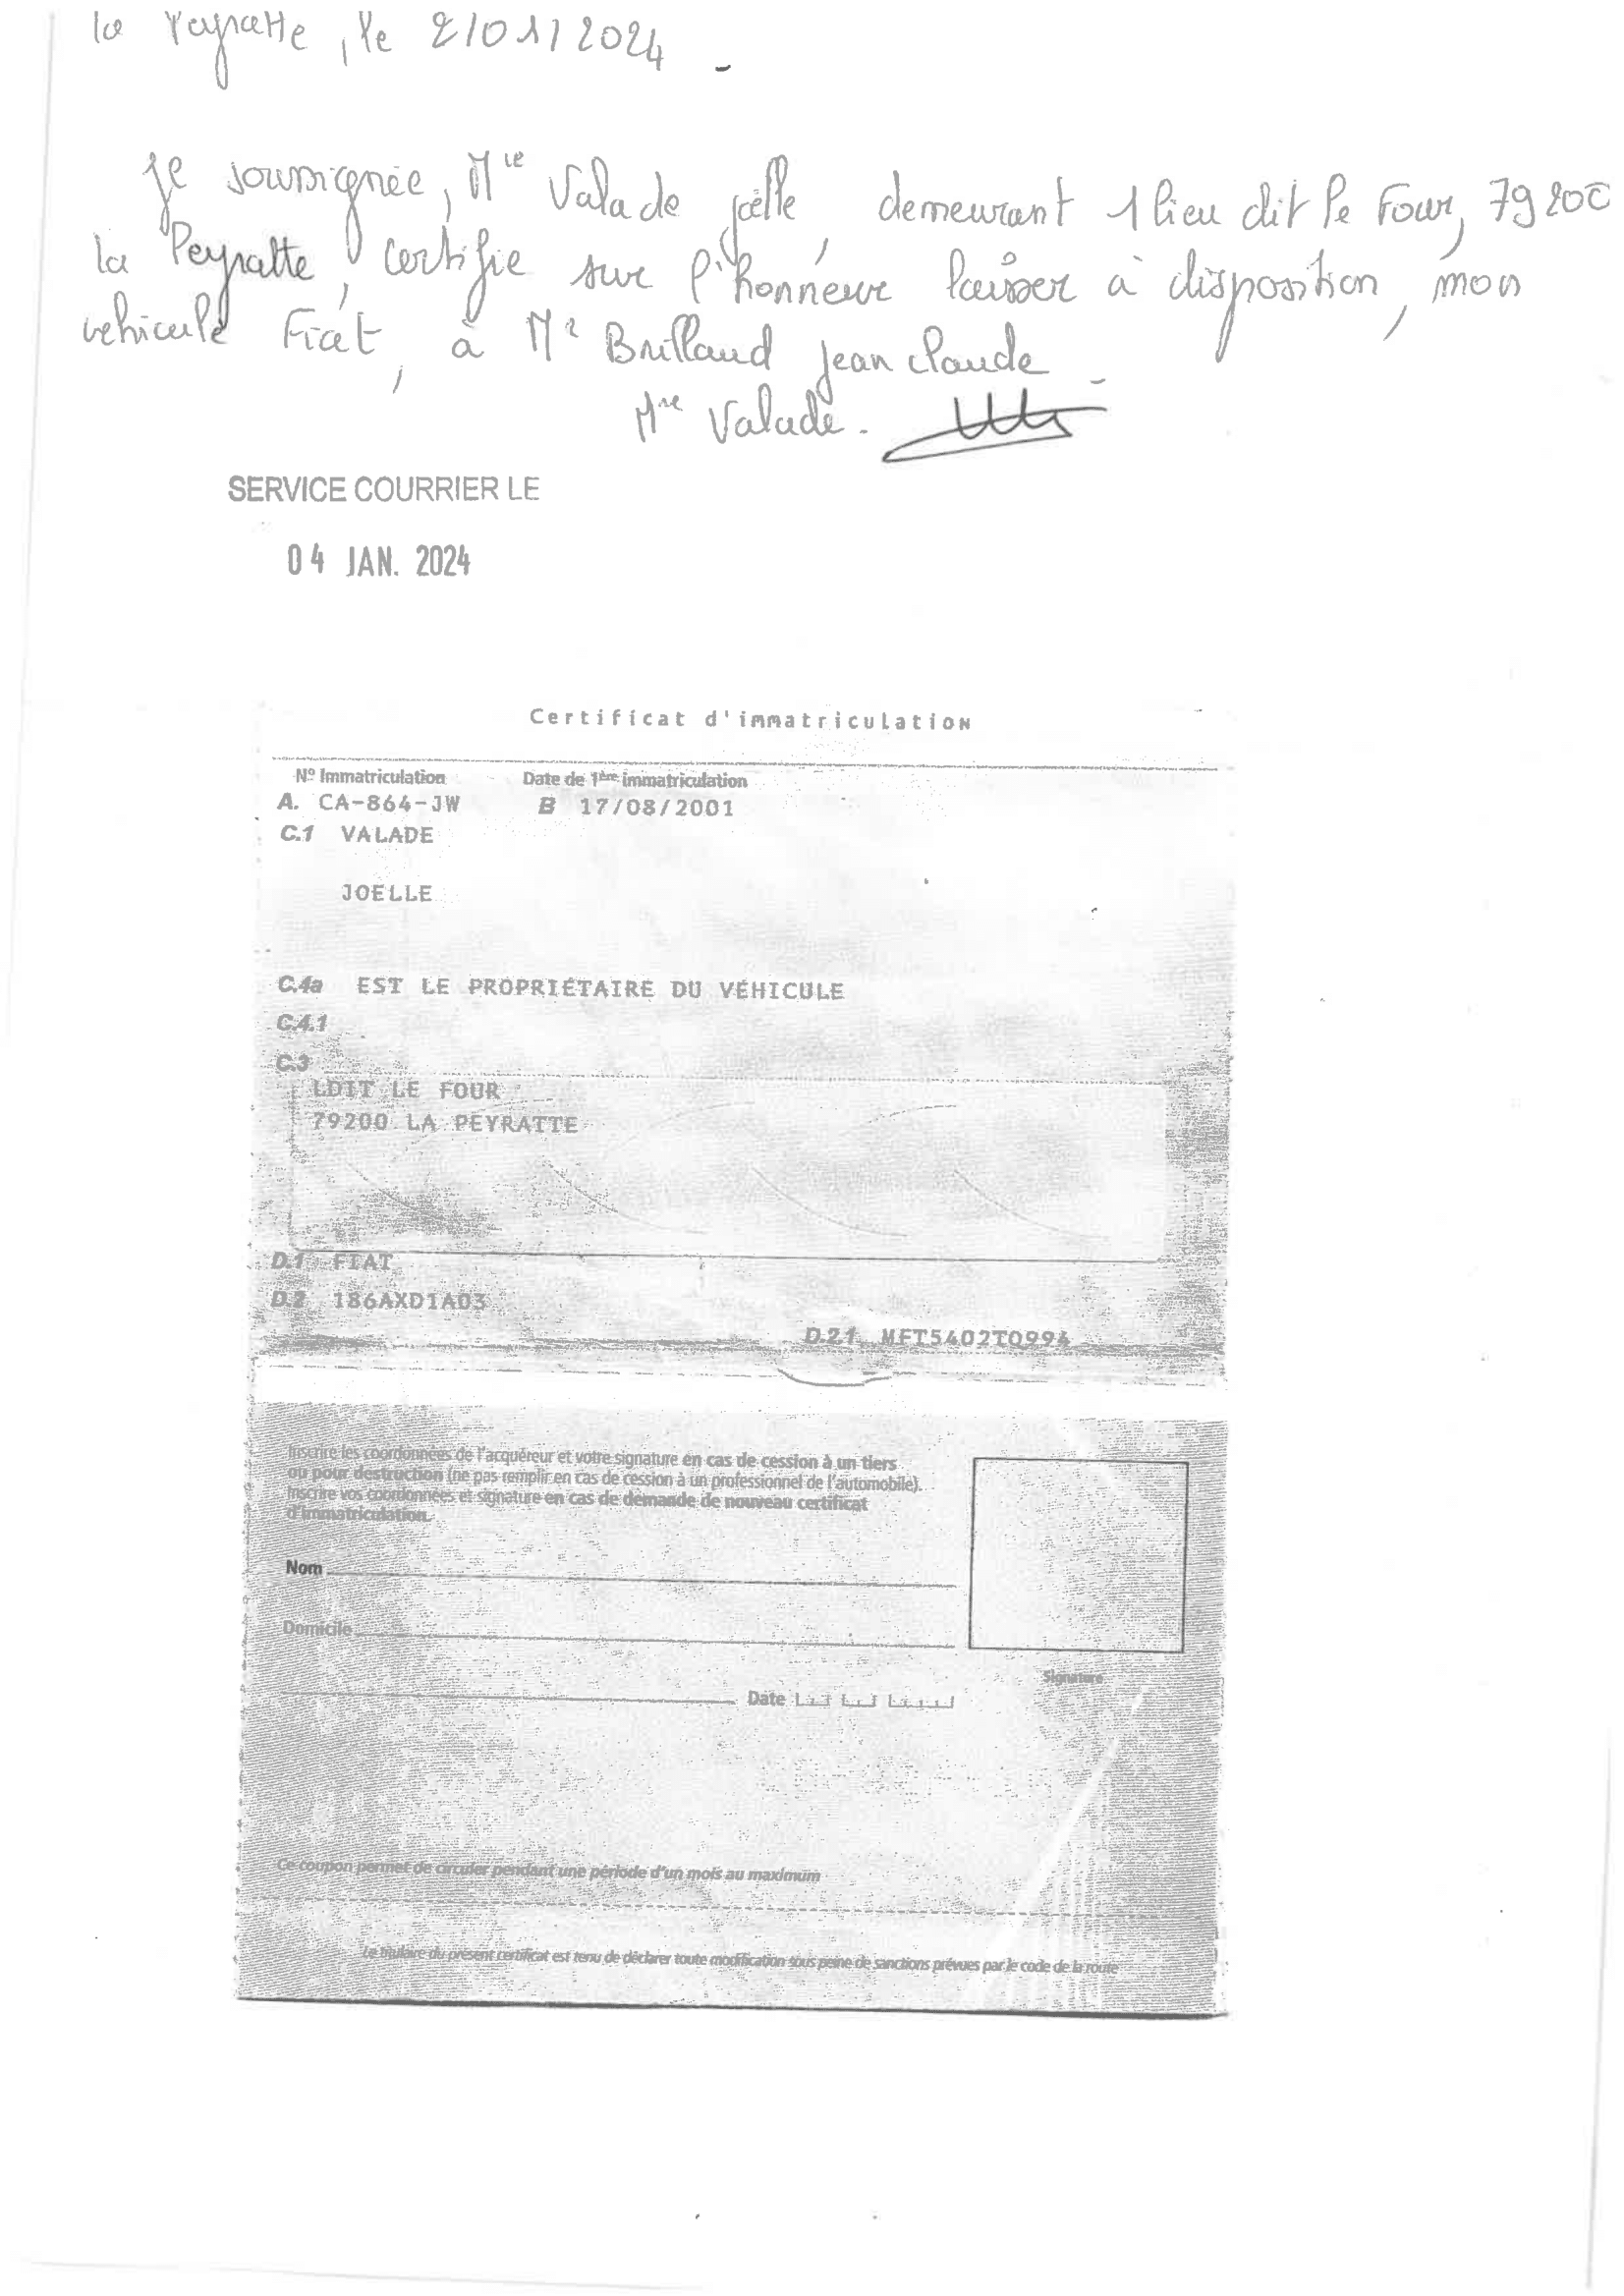 la Peyratte, le 2/01/2024.
Je soussignée, Mle Valade joëlle, demeurant 1 lieu dit le Four, 79200
la Peyratte, certifie sur l'honneur laisser à disposition, mon
vehicule Fiat, à Mr Brillaud jean claude.
Mme Valade.
SERVICE COURRIER LE
04 JAN. 2024
Certificat d'immatriculation
N° Immatriculation Date de 1ère immatriculation
A. CA-864-JW B 17/08/2001
C.1 VALADE
JOELLE
C.4a EST LE PROPRIÉTAIRE DU VÉHICULE
C.4.1
C.3
LDIT LE FOUR
79200 LA PEYRATTE
D.1 FIAT
D.2 186AXD1A03
D.2.1 MFT5402T0994
Inscrire les coordonnées de l'acquéreur et votre signature en cas de cession à un tiers
ou pour destruction (ne pas remplir en cas de cession à un professionnel de l'automobile).
Inscrire vos coordonnées et signature en cas de demande de nouveau certificat
d'immatriculation.
Nom
Domicile
Signature
Date
Ce coupon permet de circuler pendant une période d'un mois au maximum
Le titulaire du présent certificat est tenu de déclarer toute modification sous peine de sanctions prévues par le code de la route